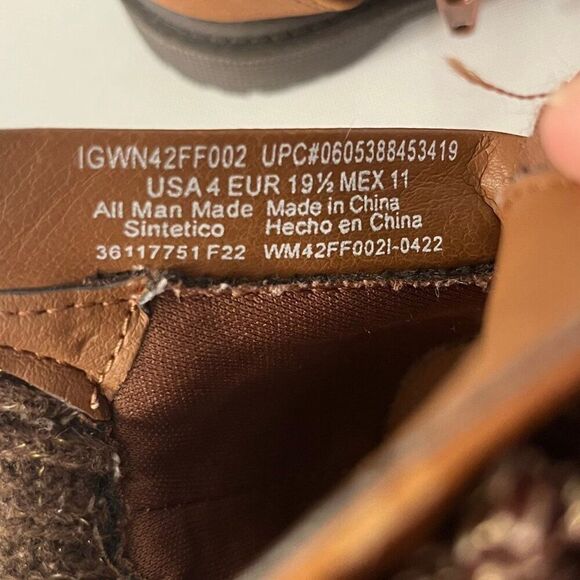 IGWN42FF002 UPC#0605388453419
USA 4 EUR 19½ MEX 11
All Man Made Made in China
Sintetico Hecho en China
36117751 F22 WM42FF002I-0422